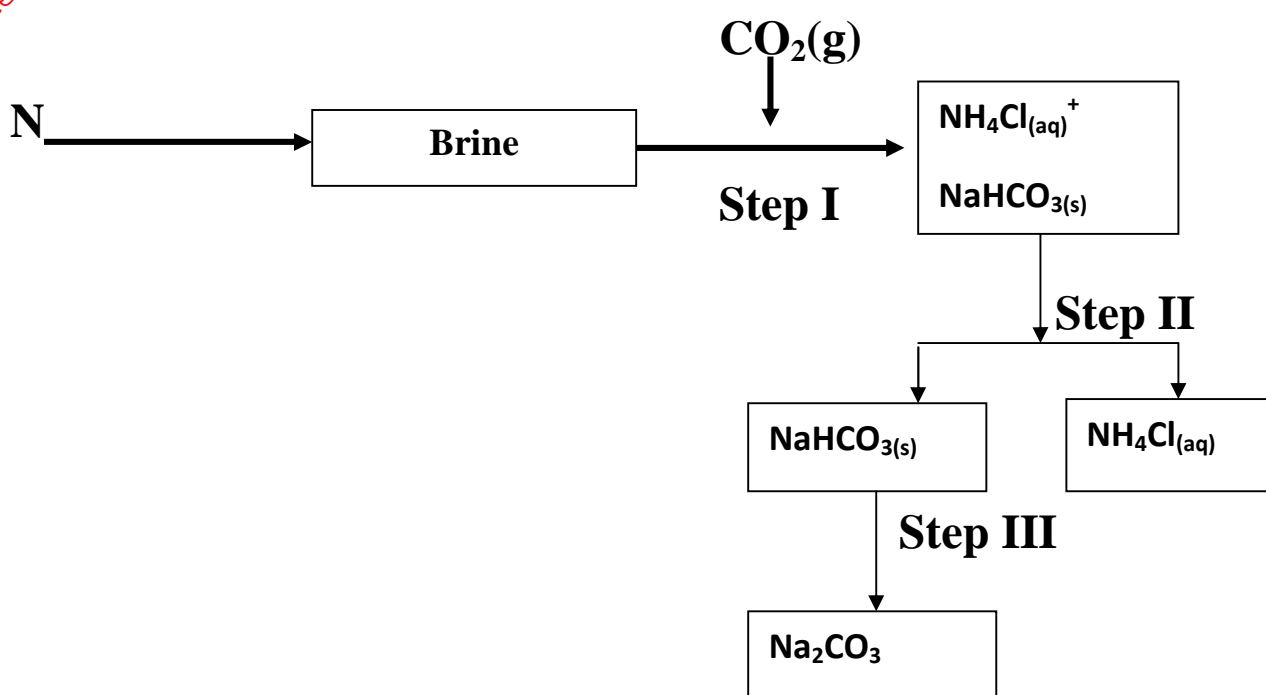 CO₂(g)
N
Brine
NH₄Cl₍aq₎⁺
NaHCO₃₍s₎
Step I
Step II
NaHCO₃₍s₎
NH₄Cl₍aq₎
Step III
Na₂CO₃